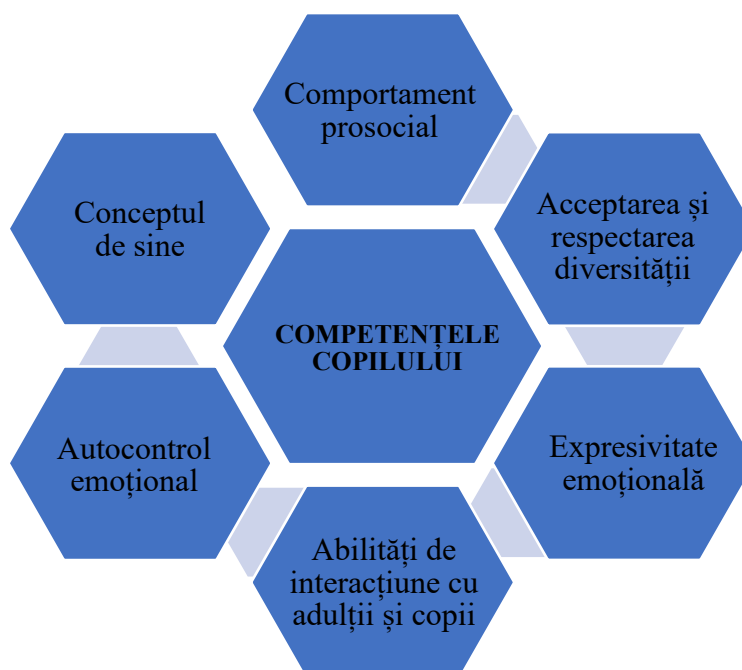 Comportament
prosocial
Acceptarea și
respectarea
diversității
Expresivitate
emoțională
Abilități de
interacțiune cu
adulții și copii
Autocontrol
emoțional
Conceptul
de sine
COMPETENȚELE
COPILULUI